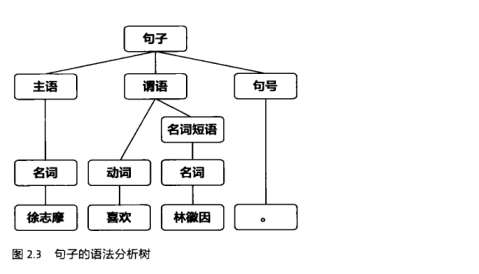 句子
主语 谓语 句号
名词短语
名词 动词 名词
徐志摩 喜欢 林徽因 。
图 2.3 句子的语法分析树